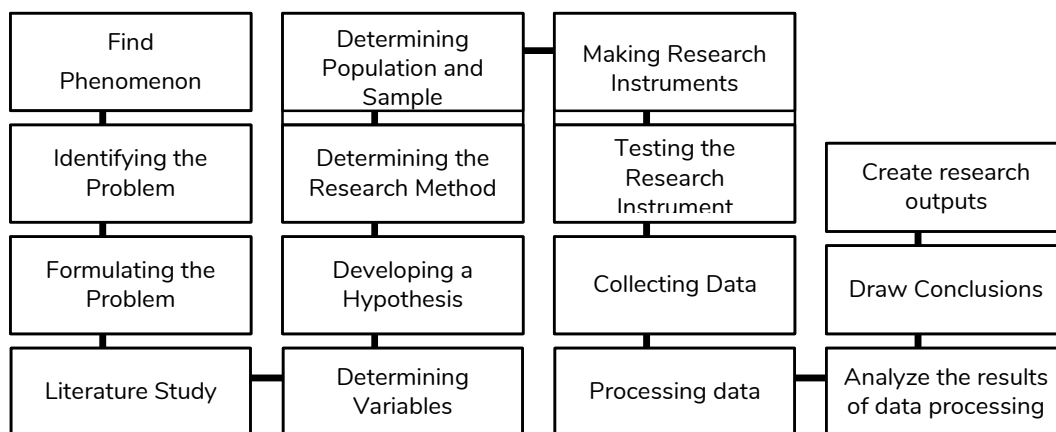 Find
Phenomenon
Identifying the
Problem
Formulating the
Problem
Literature Study
Determining
Variables
Developing a
Hypothesis
Determining the
Research Method
Determining
Population and
Sample
Making Research
Instruments
Testing the
Research
Instrument
Collecting Data
Processing data
Analyze the results
of data processing
Draw Conclusions
Create research
outputs